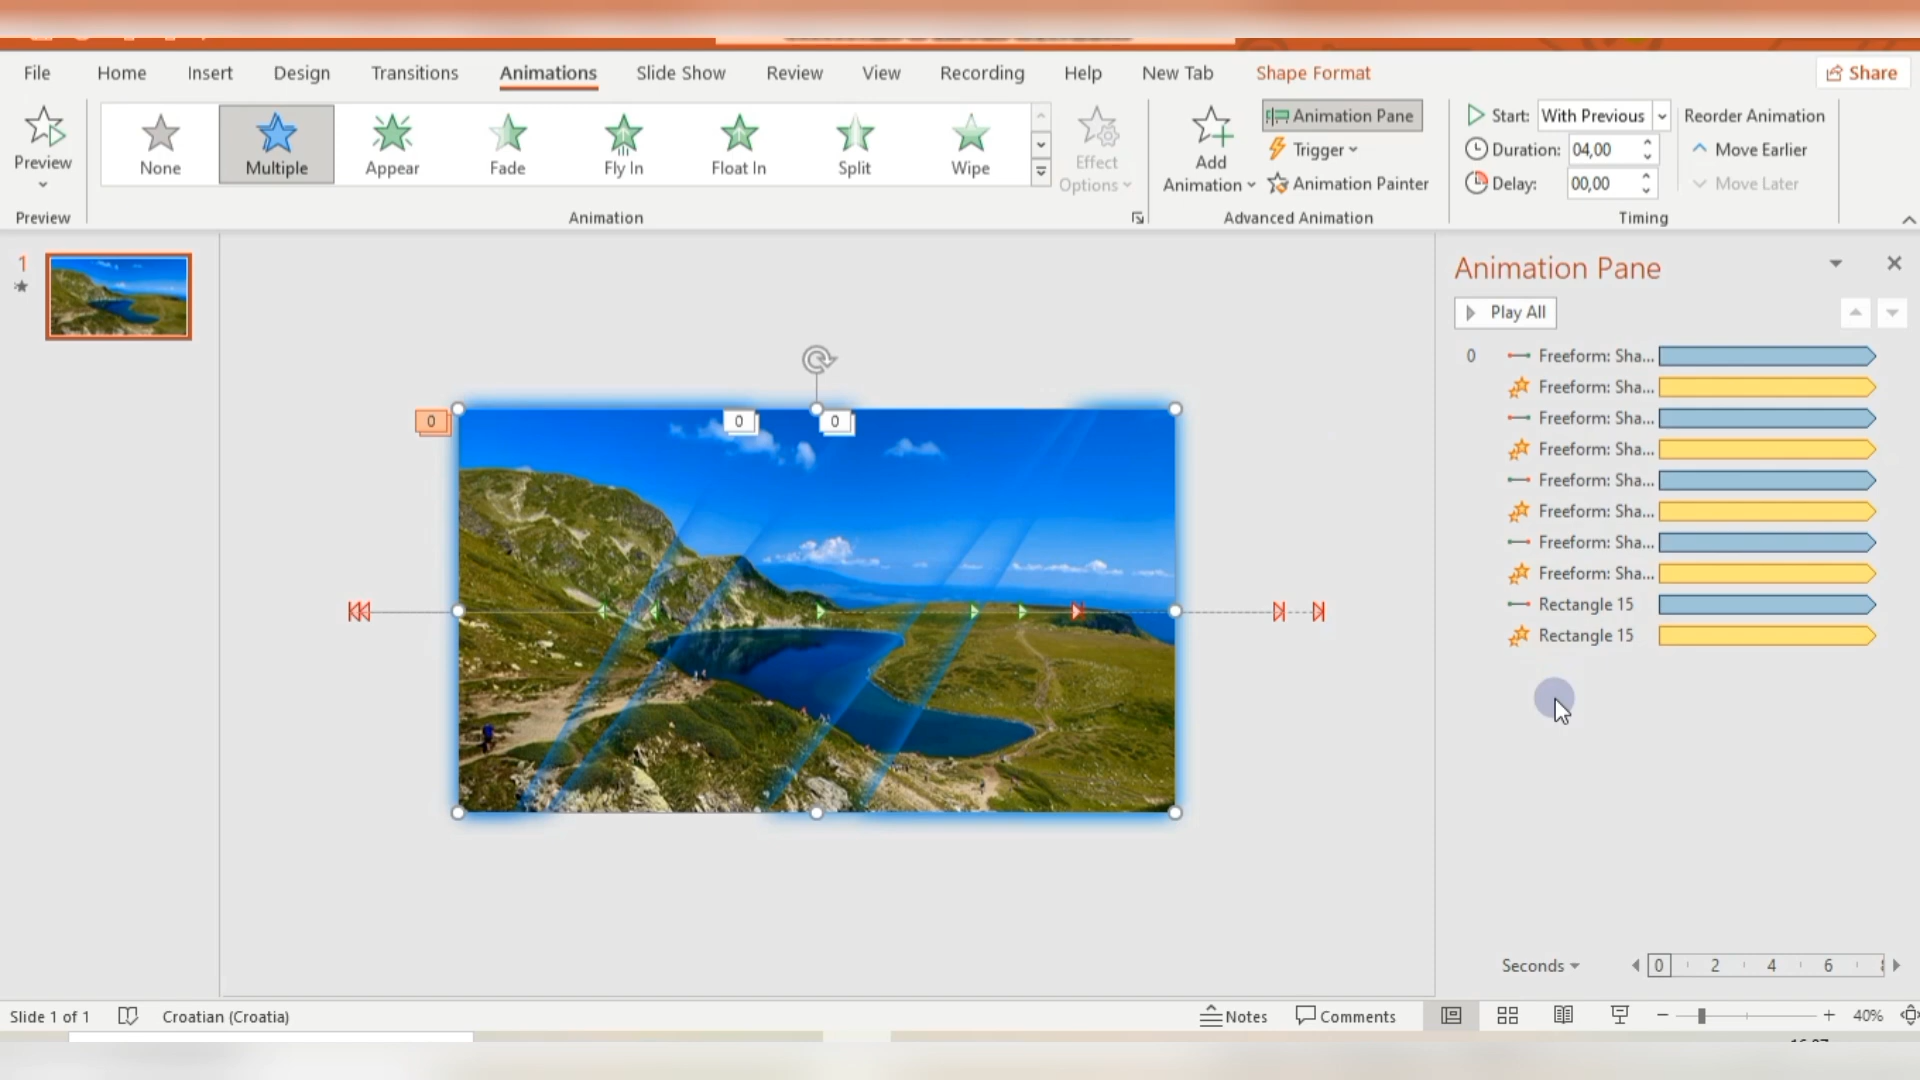 File Home Insert Design Transitions Animations Slide Show Review View Recording Help New Tab Shape Format Share
Preview
None Multiple Appear Fade Fly In Float In Split Wipe
Effect Options
Add Animation
Animation Pane
Trigger
Animation Painter
Start: With Previous
Duration: 04,00
Delay: 00,00
Reorder Animation
Move Earlier
Move Later
Preview Animation Advanced Animation Timing
1
Animation Pane
Play All
0 Freeform: Sha...
Freeform: Sha...
Freeform: Sha...
Freeform: Sha...
Freeform: Sha...
Freeform: Sha...
Freeform: Sha...
Freeform: Sha...
Rectangle 15
Rectangle 15
0 0 0
Seconds 0 2 4 6
Slide 1 of 1 Croatian (Croatia) Notes Comments 40%